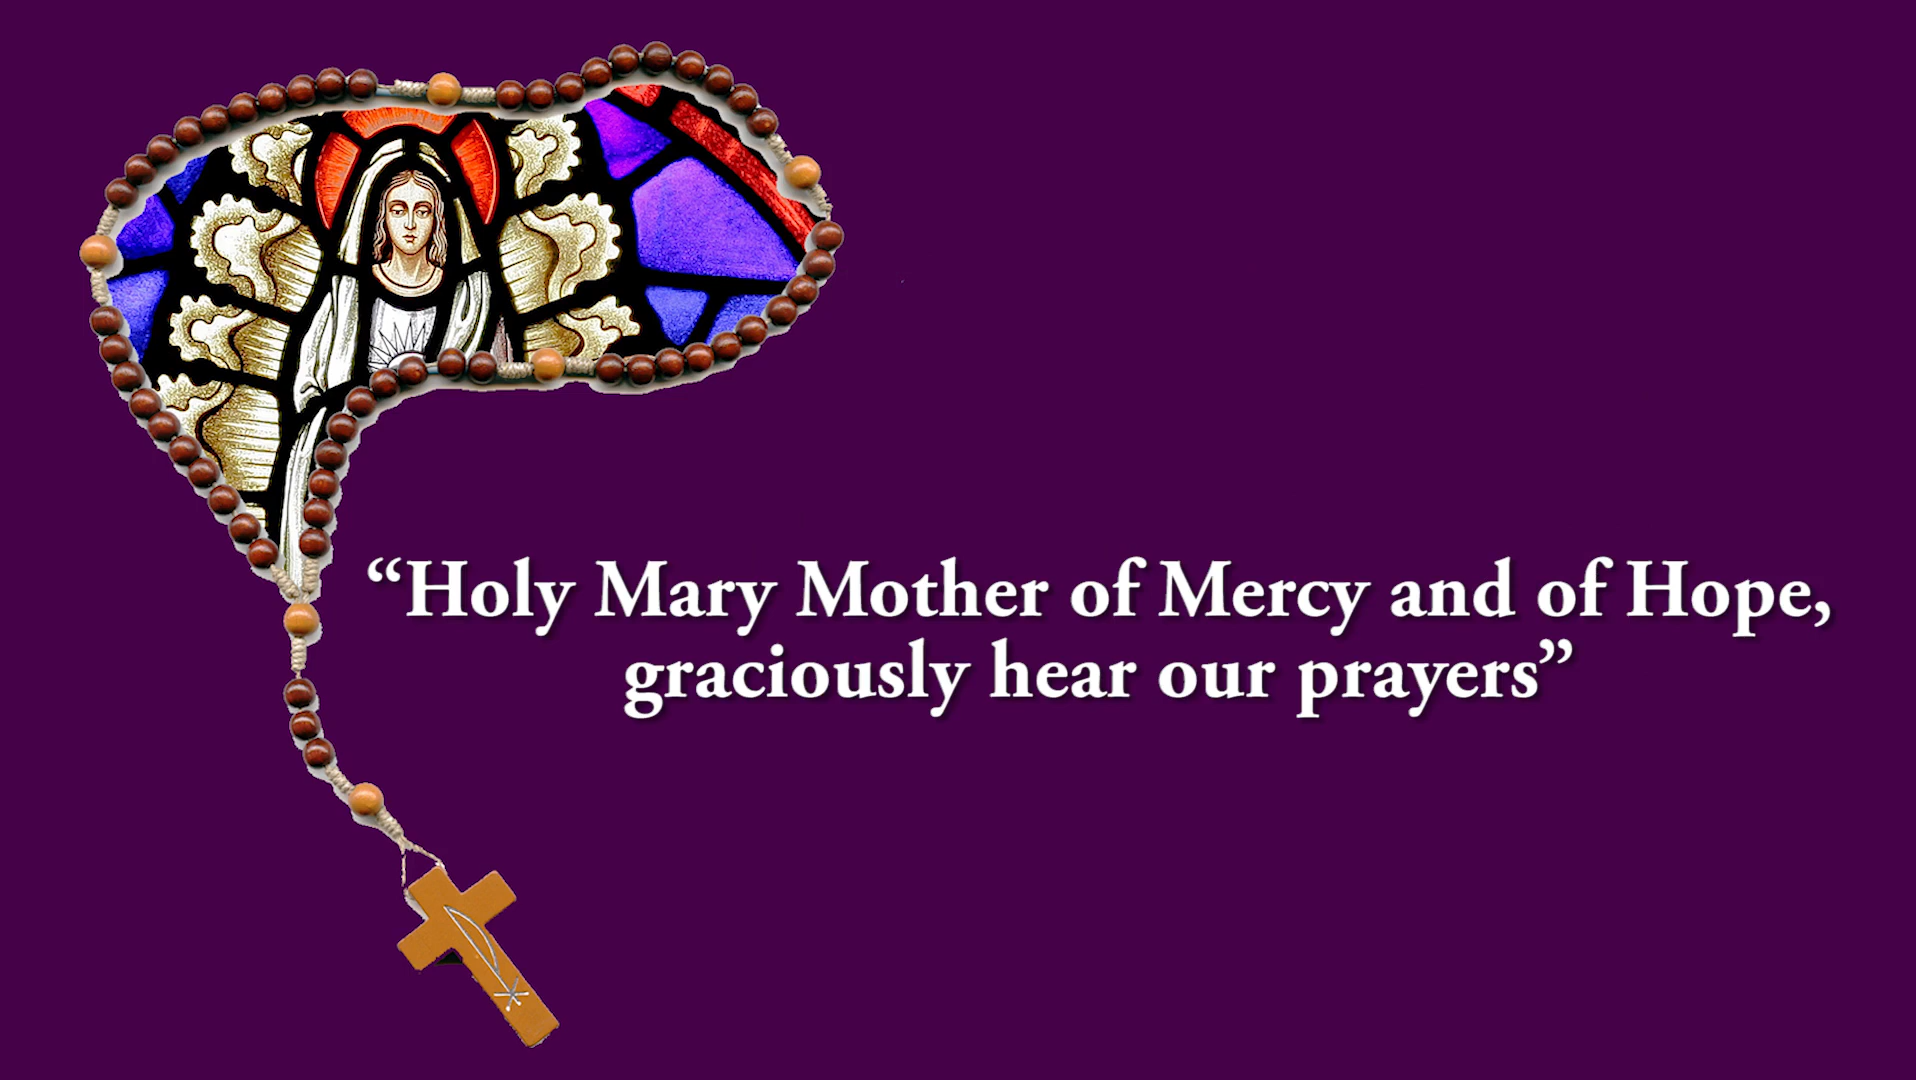 “Holy Mary Mother of Mercy and of Hope,
graciously hear our prayers”